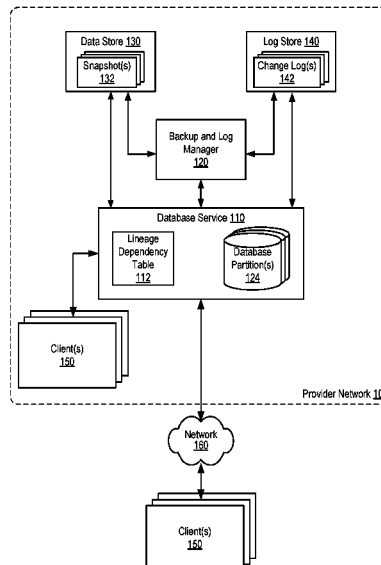 Data Store 130
Snapshot(s)
132
Log Store 140
Change Log(s)
142
Backup and Log
Manager
120
Database Service 110
Lineage
Dependency
Table
112
Database
Partition(s)
124
Client(s)
150
Provider Network 10
Network
160
Client(s)
150